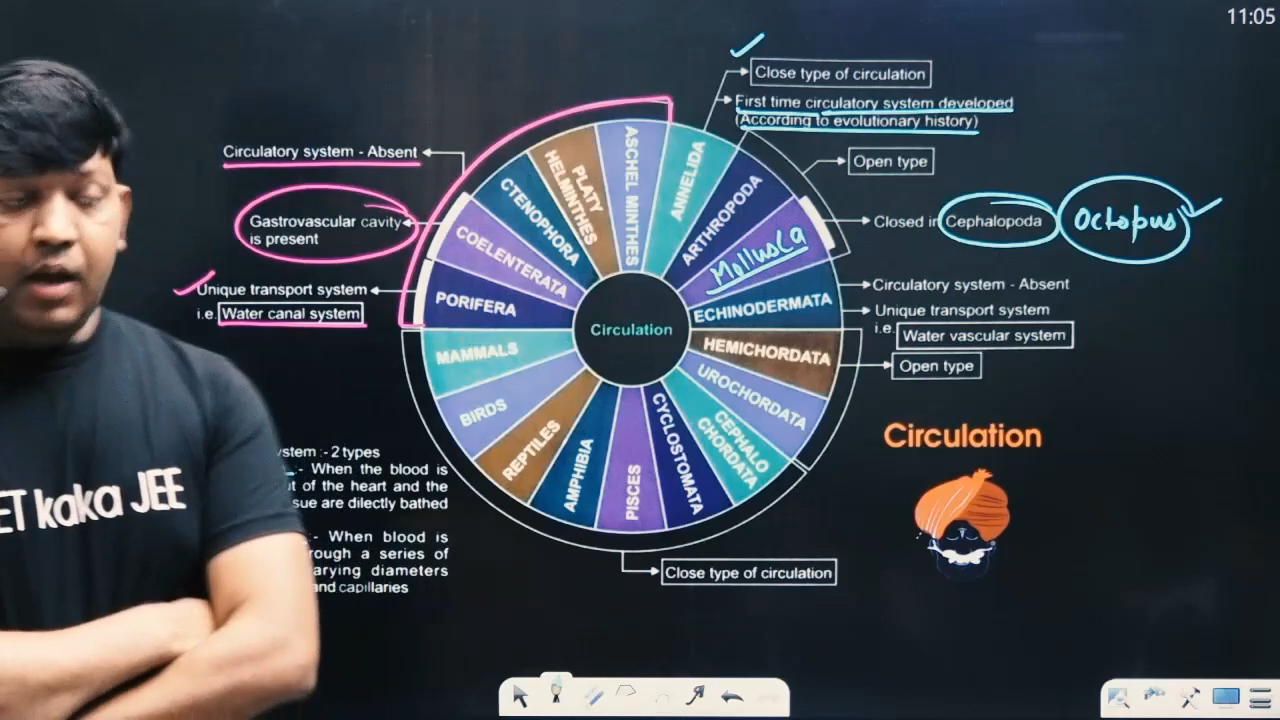 11:05
Close type of circulation
First time circulatory system developed
(According to evolutionary history)
Open type
Closed in Cephalopoda
Octopus
Circulatory system - Absent
Unique transport system
i.e. Water vascular system
Open type
Circulatory system - Absent
Gastrovascular cavity
is present
Unique transport system
i.e. Water canal system
ASCHEL MINTHES
ANNELIDA
ARTHROPODA
Mollusca
ECHINODERMATA
HEMICHORDATA
UROCHORDATA
CEPHALO
CHORDATA
CYCLOSTOMATA
PISCES
AMPHIBIA
REPTILES
BIRDS
MAMMALS
PORIFERA
COELENTERATA
CTENOPHORA
PLATY
HELMINTHES
Circulation
Close type of circulation
Circulation
:- 2 types
:- When the blood is
of the heart and the
are dilectly bathed
:- When blood is
a series of
diameters
and capillaries
kaka JEE